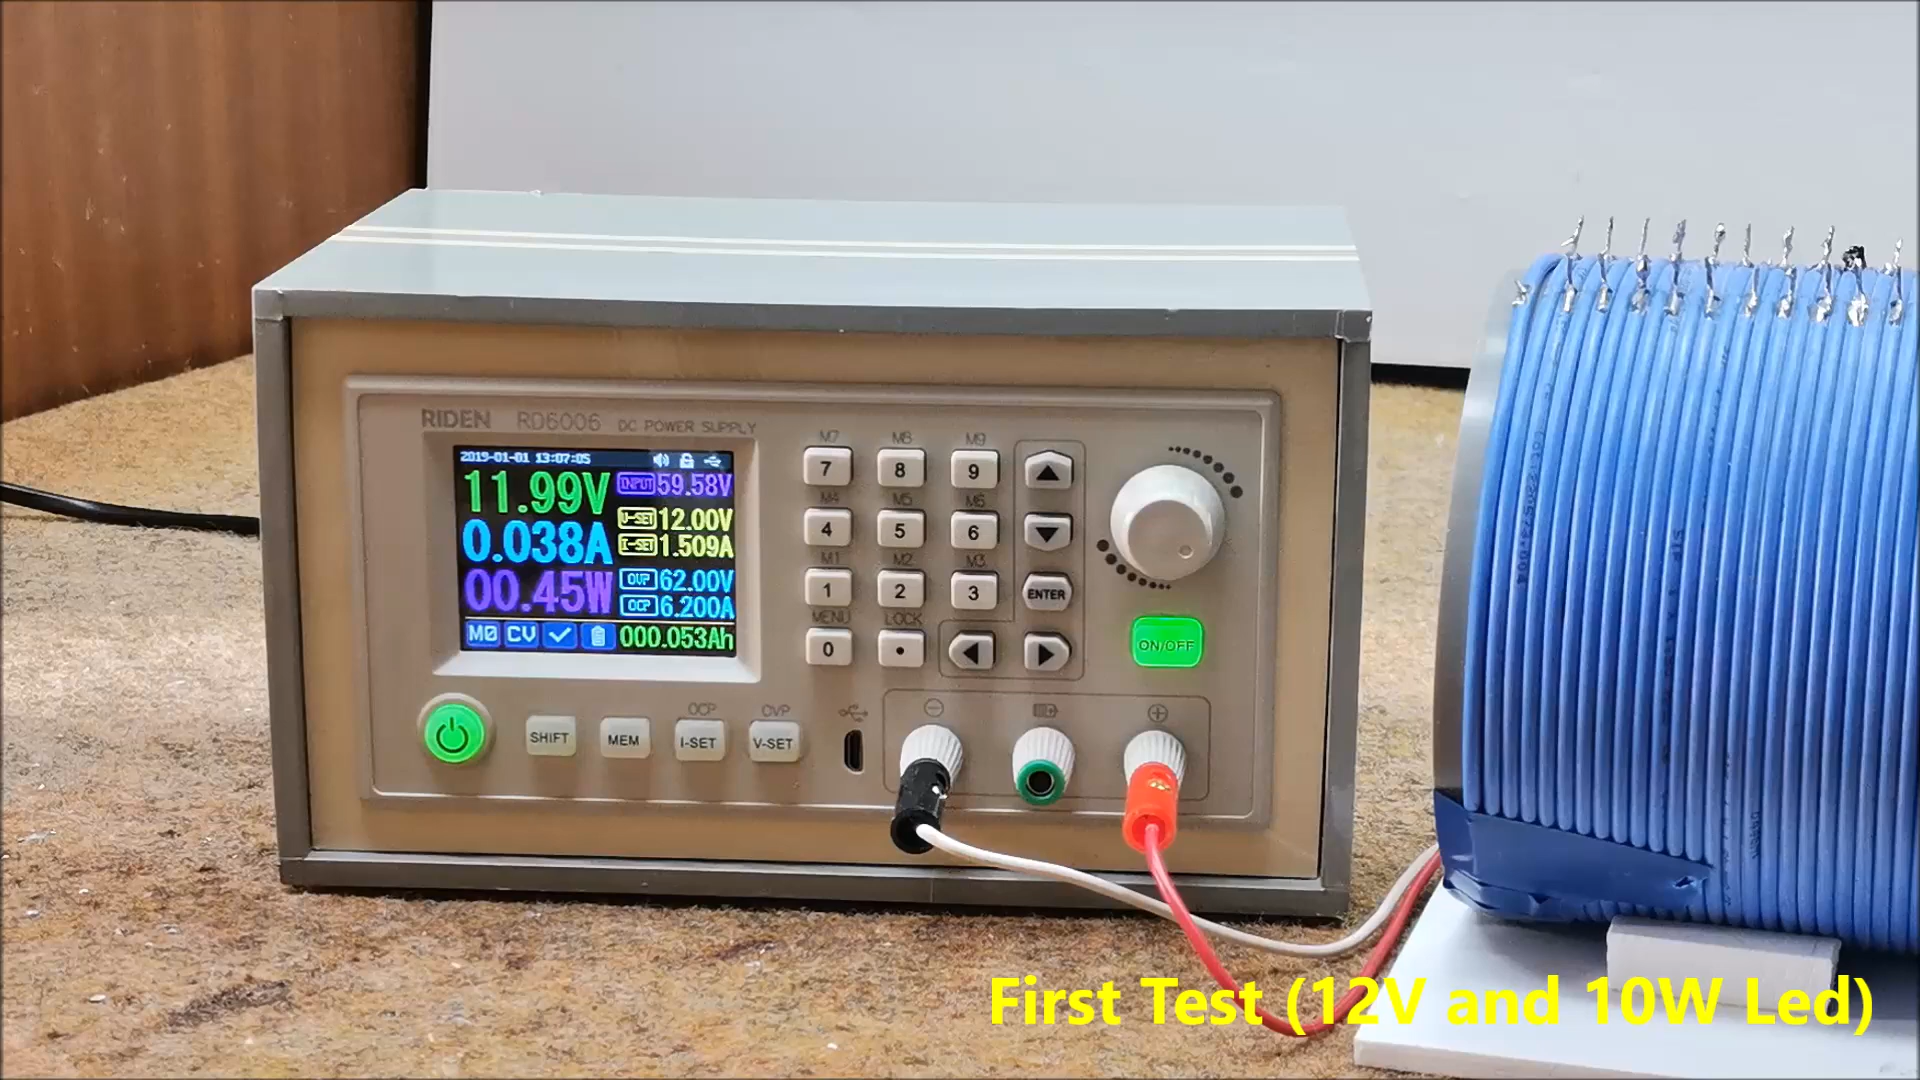 RIDEN RD6006 DC POWER SUPPLY
2019-01-01 13:07:05
11.99V
INPUT 59.58V
0.038A
V-SET 12.00V
I-SET 1.509A
00.45W
OVP 62.00V
OCP 6.200A
M0 CV 000.053Ah
M7 M8 M9
7 8 9
M4 M5 M6
4 5 6
M1 M2 M3
1 2 3 ENTER
MENU LOCK
0 .
ON/OFF
OCP OVP
SHIFT MEM I-SET V-SET
First Test (12V and 10W Led)